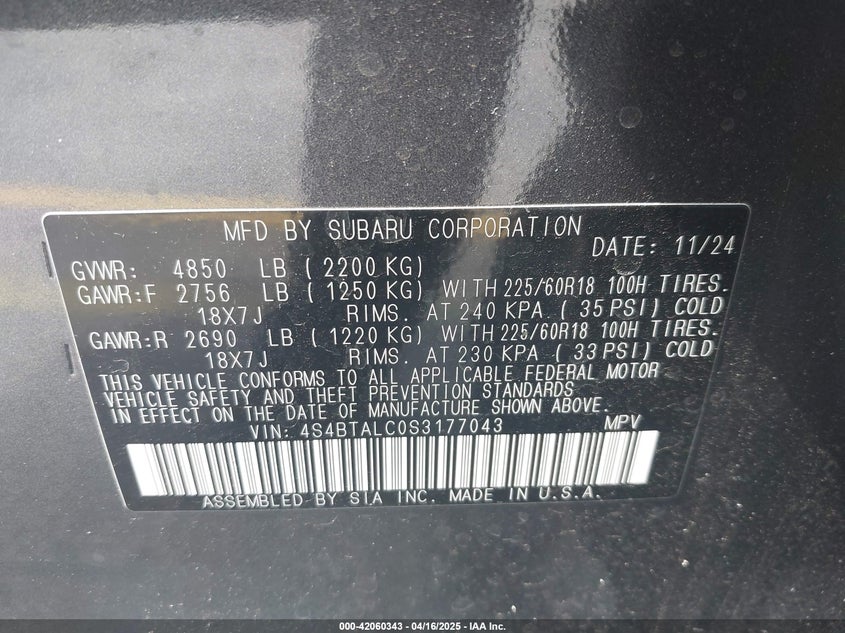 MFD BY SUBARU CORPORATION
DATE: 11/24
GVWR: 4850 LB ( 2200 KG)
GAWR:F 2756 LB ( 1250 KG) WITH 225/60R18 100H TIRES.
18X7J RIMS. AT 240 KPA ( 35 PSI) COLD
GAWR:R 2690 LB ( 1220 KG) WITH 225/60R18 100H TIRES.
18X7J RIMS. AT 230 KPA ( 33 PSI) COLD
THIS VEHICLE CONFORMS TO ALL APPLICABLE FEDERAL MOTOR
VEHICLE SAFETY AND THEFT PREVENTION STANDARDS
IN EFFECT ON THE DATE OF MANUFACTURE SHOWN ABOVE.
VIN: 4S4BTALC0S3177043 MPV
ASSEMBLED BY SIA INC. MADE IN U.S.A.
000-42060343 - 04/16/2025 - IAA Inc.